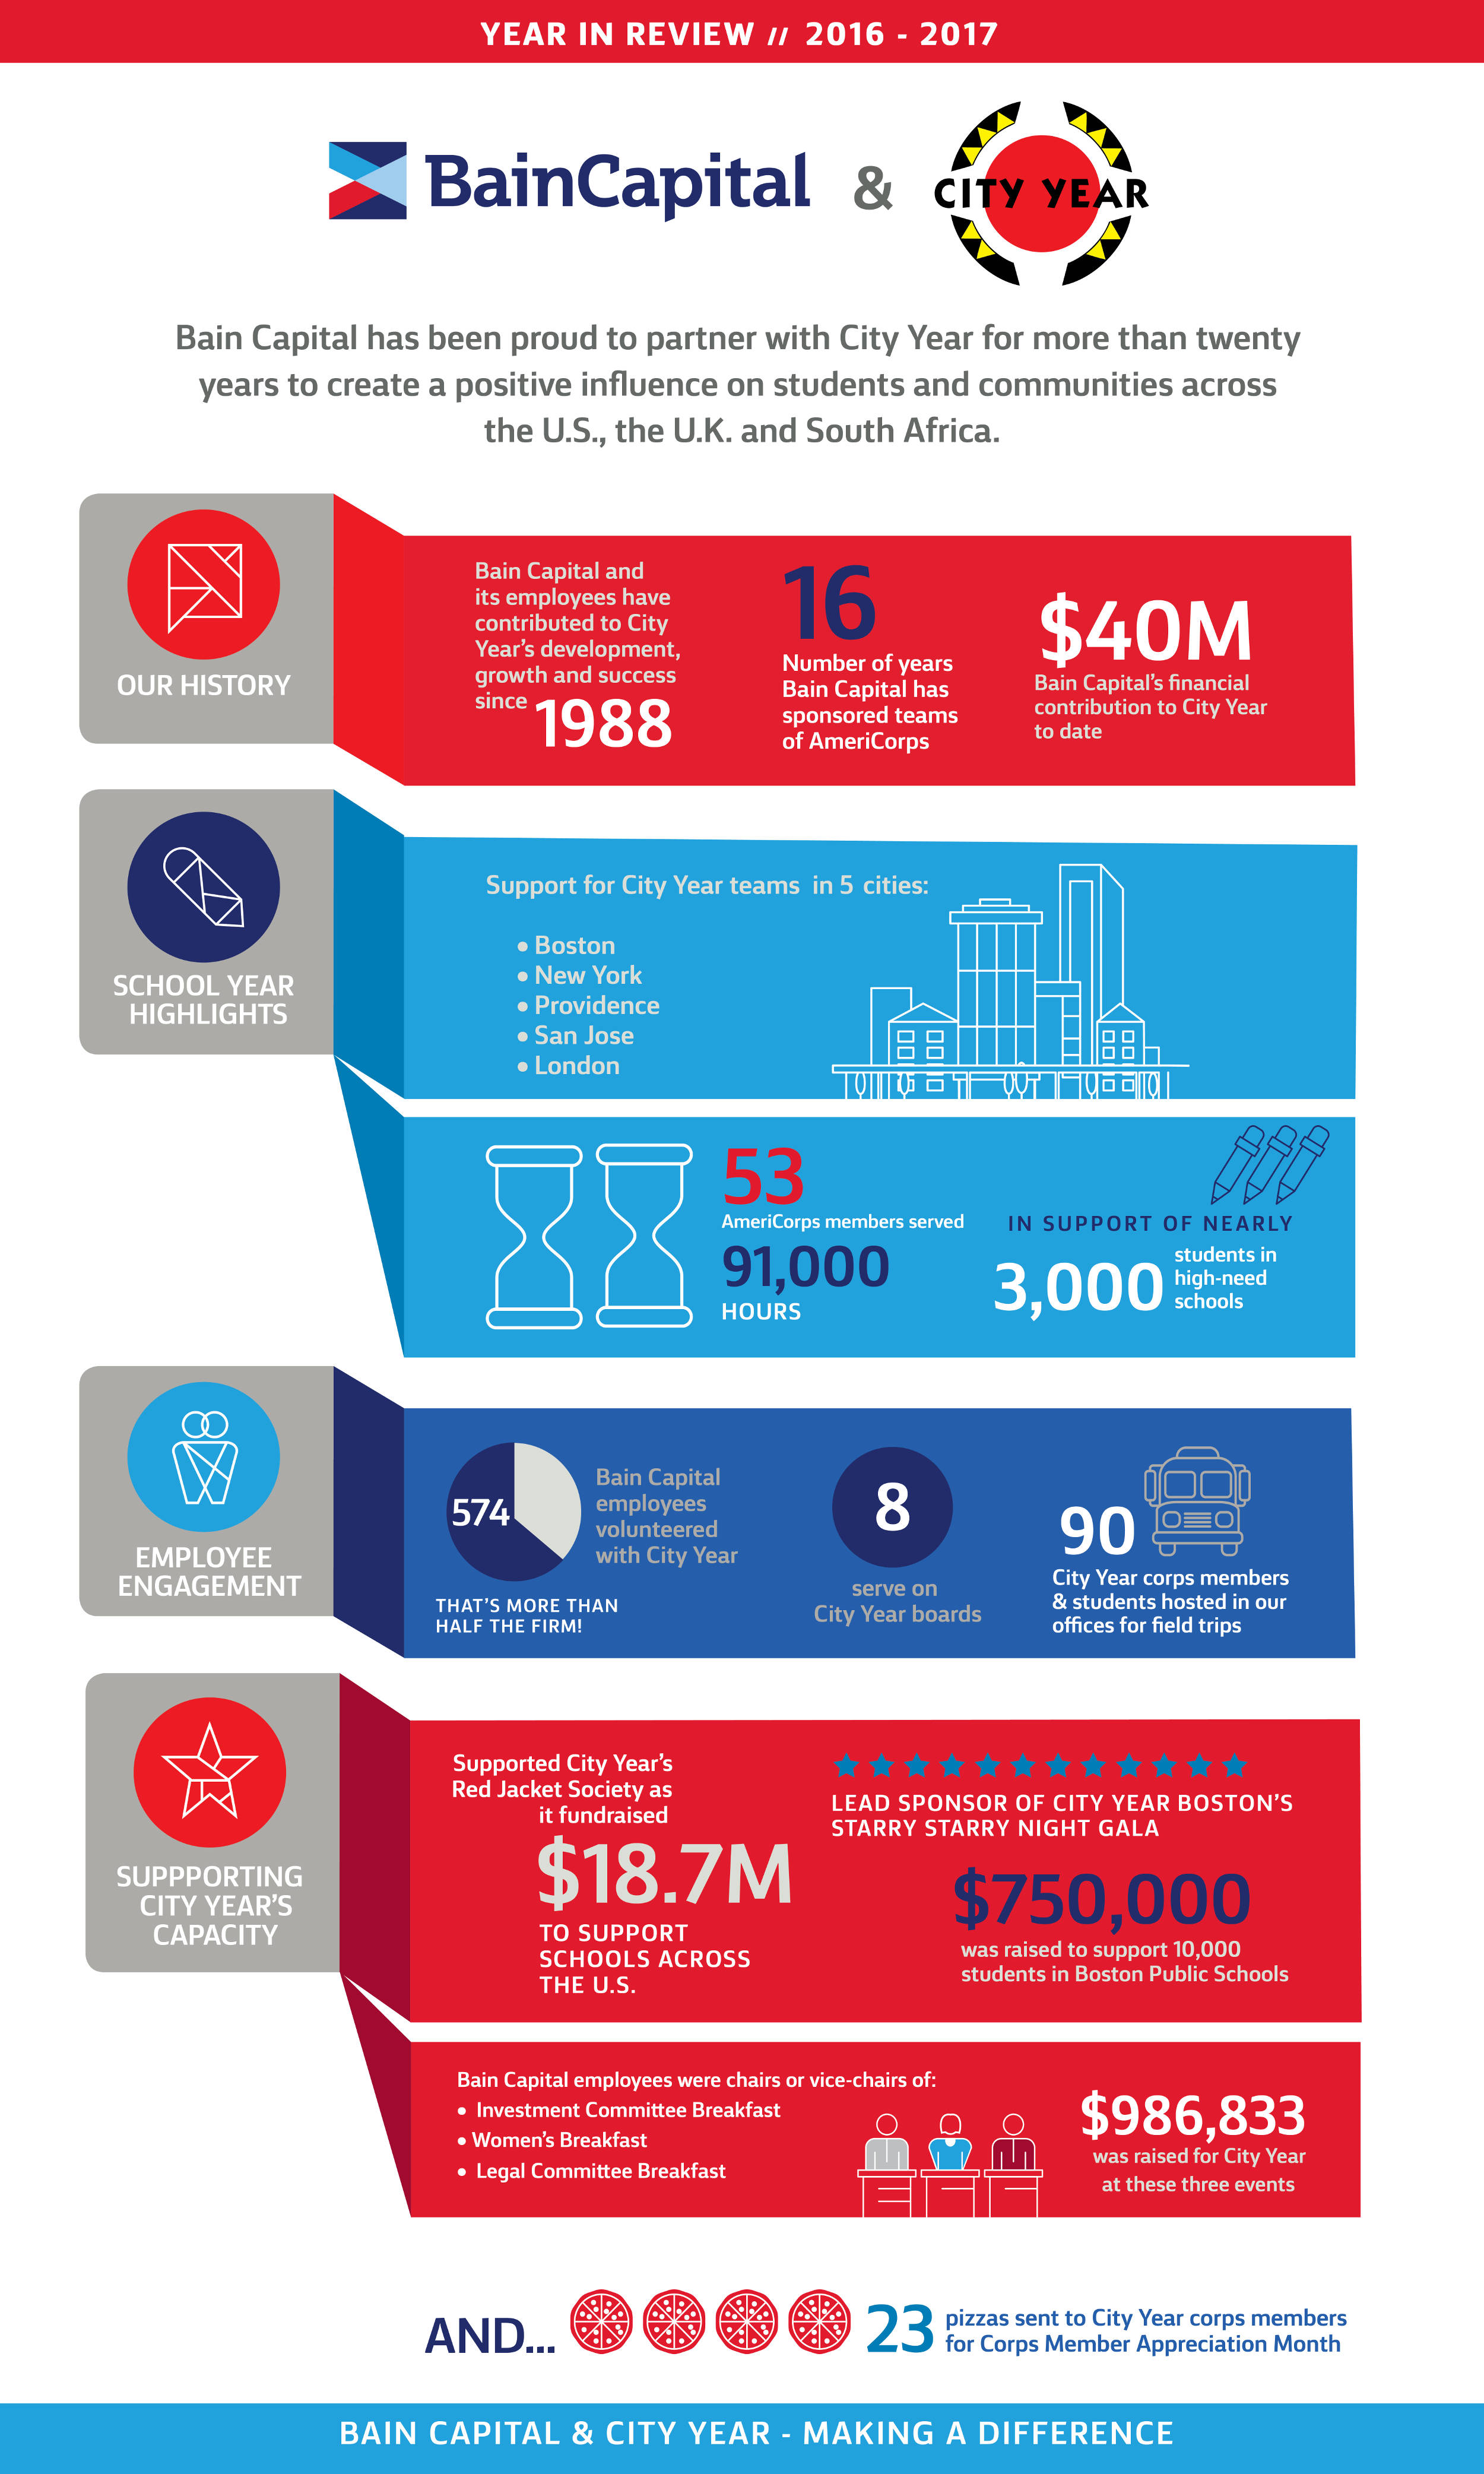 YEAR IN REVIEW // 2016 - 2017
BainCapital & CITY YEAR
Bain Capital has been proud to partner with City Year for more than twenty
years to create a positive influence on students and communities across
the U.S., the U.K. and South Africa.
OUR HISTORY
Bain Capital and
its employees have
contributed to City
Year's development,
growth and success
since 1988
16
Number of years
Bain Capital has
sponsored teams
of AmeriCorps
$40M
Bain Capital's financial
contribution to City Year
to date
SCHOOL YEAR
HIGHLIGHTS
Support for City Year teams in 5 cities:
• Boston
• New York
• Providence
• San Jose
• London
53
AmeriCorps members served
91,000
HOURS
IN SUPPORT OF NEARLY
3,000
students in
high-need
schools
EMPLOYEE
ENGAGEMENT
574
Bain Capital
employees
volunteered
with City Year
THAT'S MORE THAN
HALF THE FIRM!
8
serve on
City Year boards
90
City Year corps members
& students hosted in our
offices for field trips
SUPPPORTING
CITY YEAR'S
CAPACITY
Supported City Year's
Red Jacket Society as
it fundraised
$18.7M
TO SUPPORT
SCHOOLS ACROSS
THE U.S.
LEAD SPONSOR OF CITY YEAR BOSTON'S
STARRY STARRY NIGHT GALA
$750,000
was raised to support 10,000
students in Boston Public Schools
Bain Capital employees were chairs or vice-chairs of:
• Investment Committee Breakfast
• Women's Breakfast
• Legal Committee Breakfast
$986,833
was raised for City Year
at these three events
AND...
23
pizzas sent to City Year corps members
for Corps Member Appreciation Month
BAIN CAPITAL & CITY YEAR - MAKING A DIFFERENCE